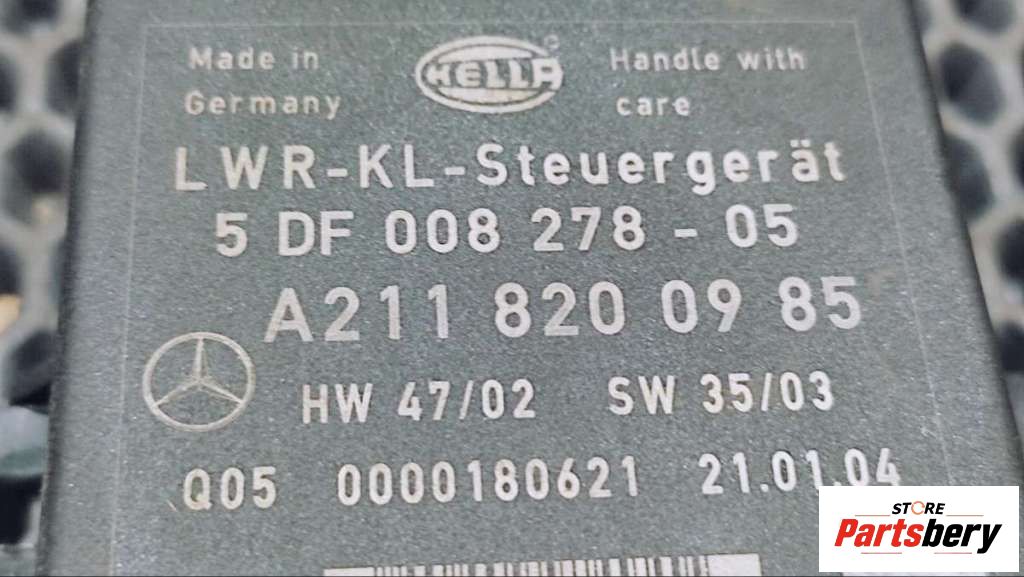 Made in Germany
HELLA
Handle with care
LWR-KL-Steuergerät
5 DF 008 278 - 05
A211 820 09 85
HW 47/02 SW 35/03
Q05 0000180621 21.01.04
STORE
Partsbery